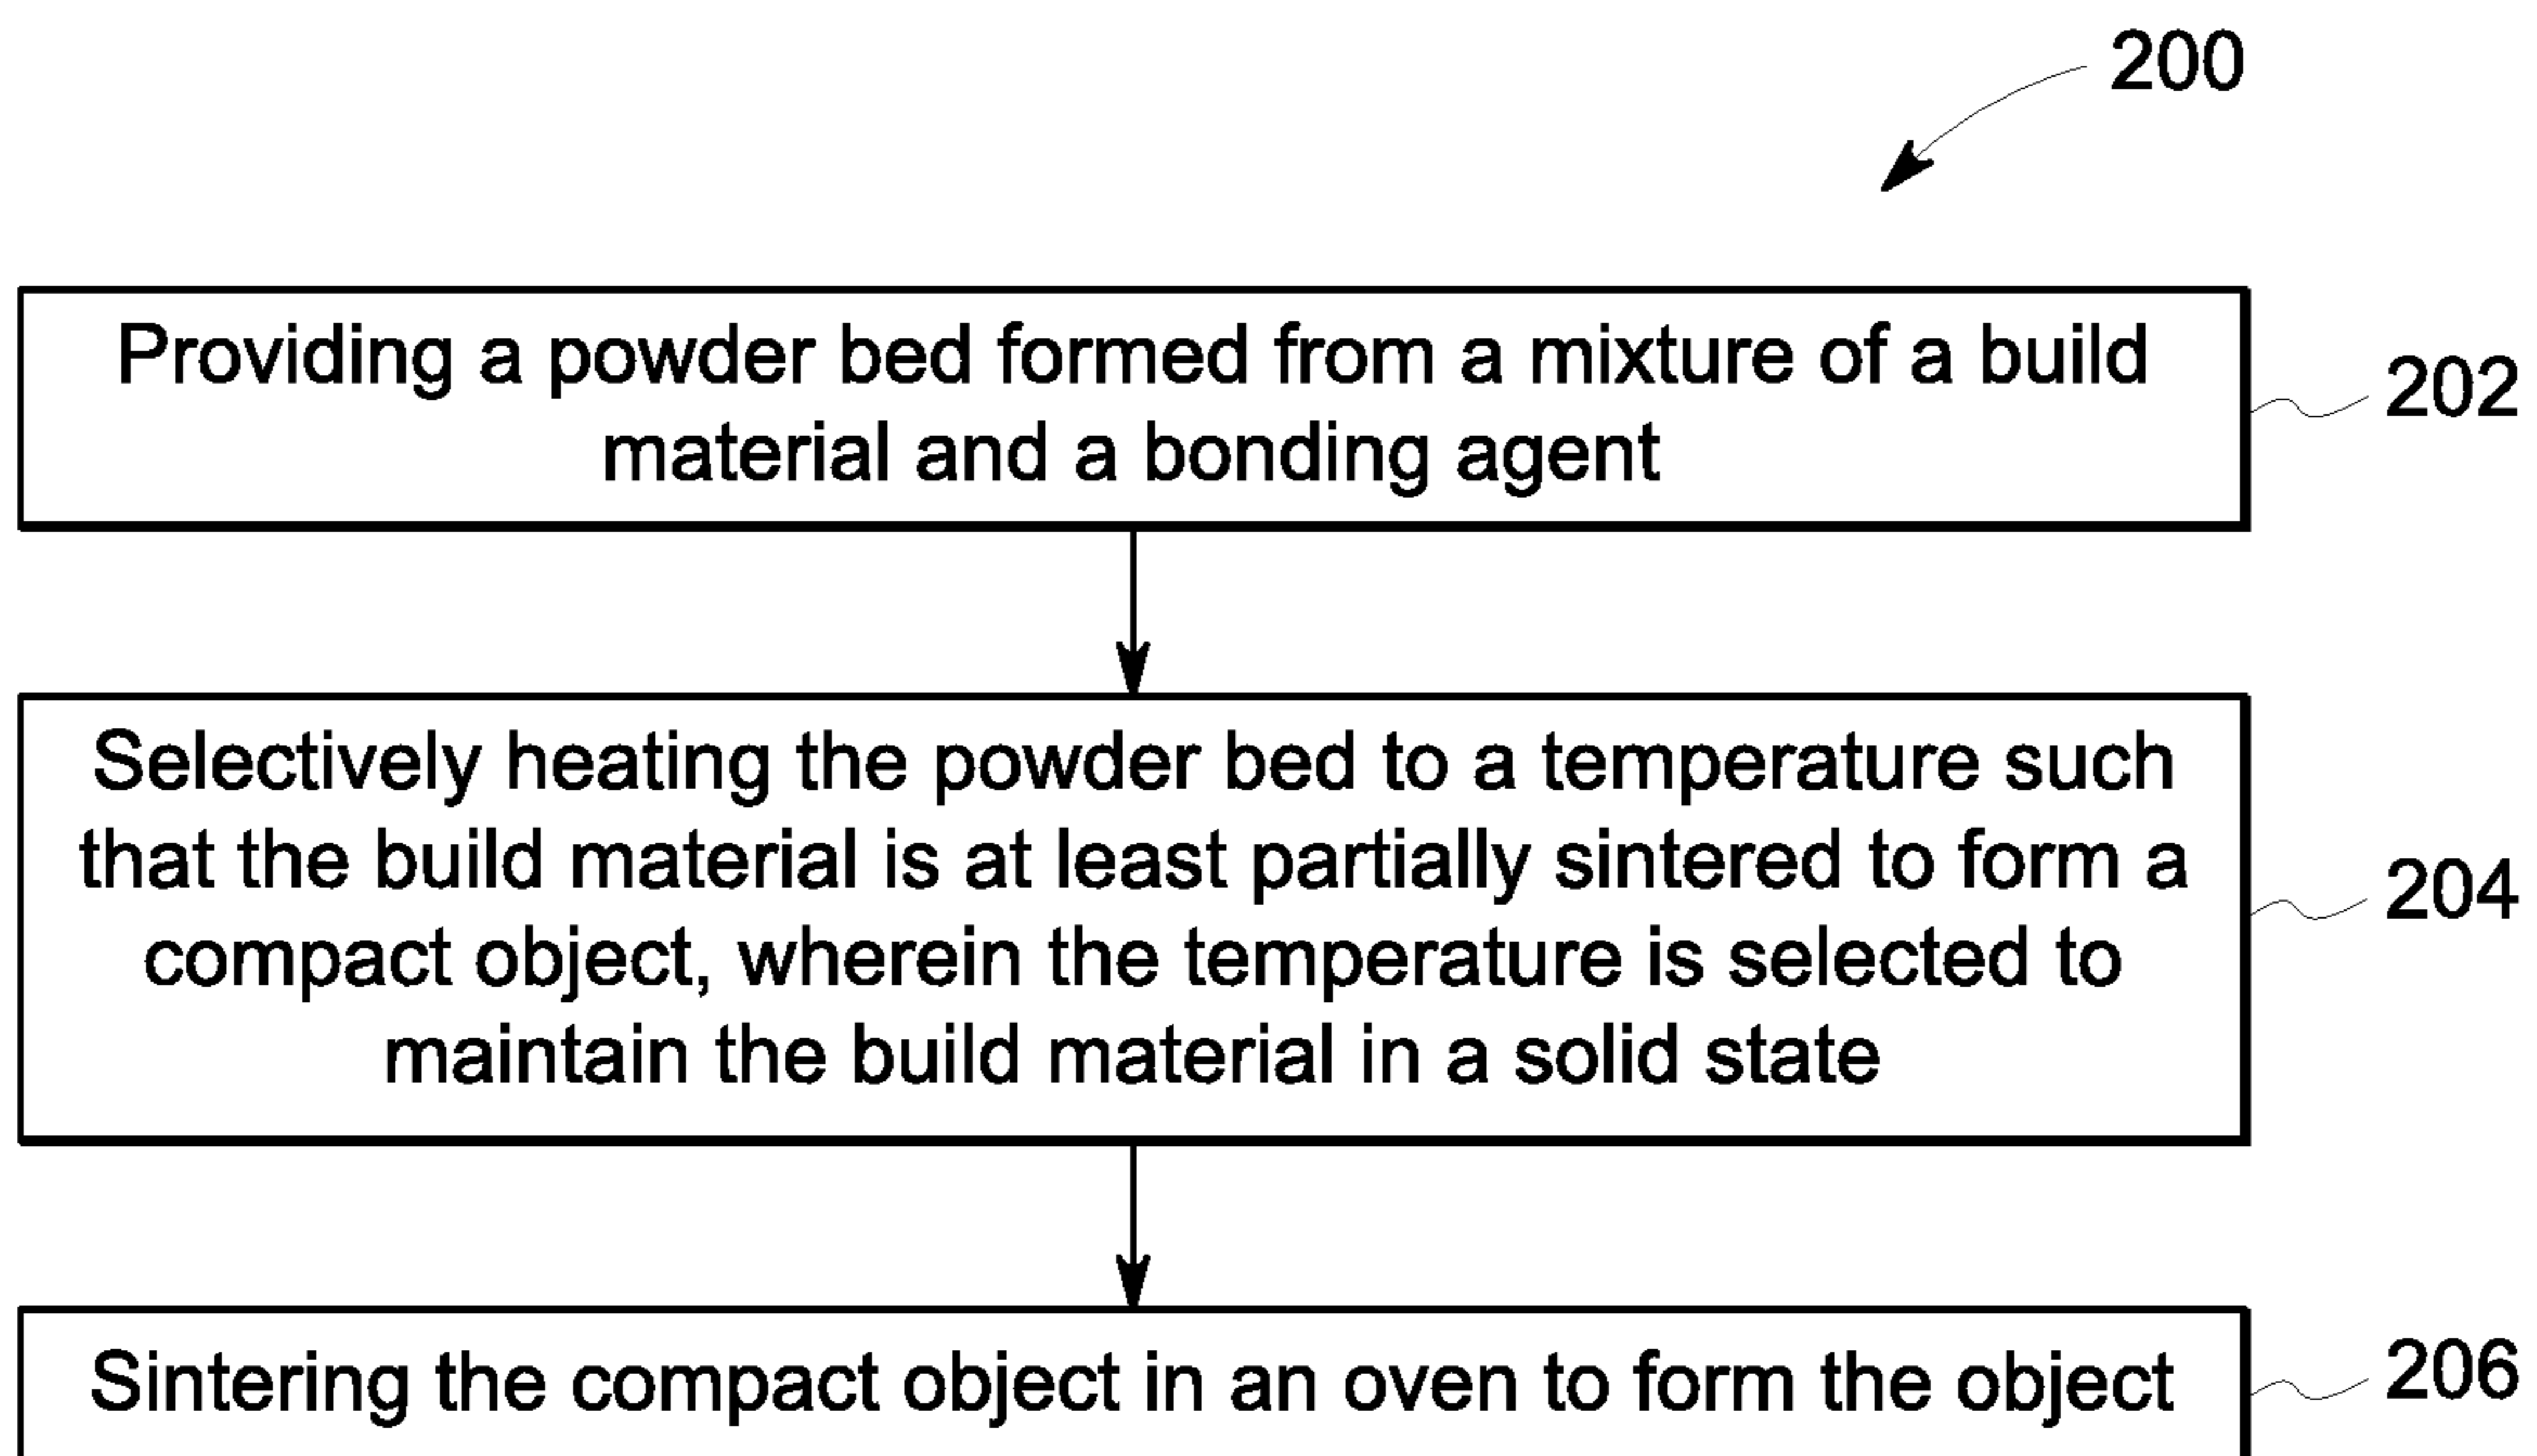 200
Providing a powder bed formed from a mixture of a build
material and a bonding agent
202
Selectively heating the powder bed to a temperature such
that the build material is at least partially sintered to form a
compact object, wherein the temperature is selected to
maintain the build material in a solid state
204
Sintering the compact object in an oven to form the object
206